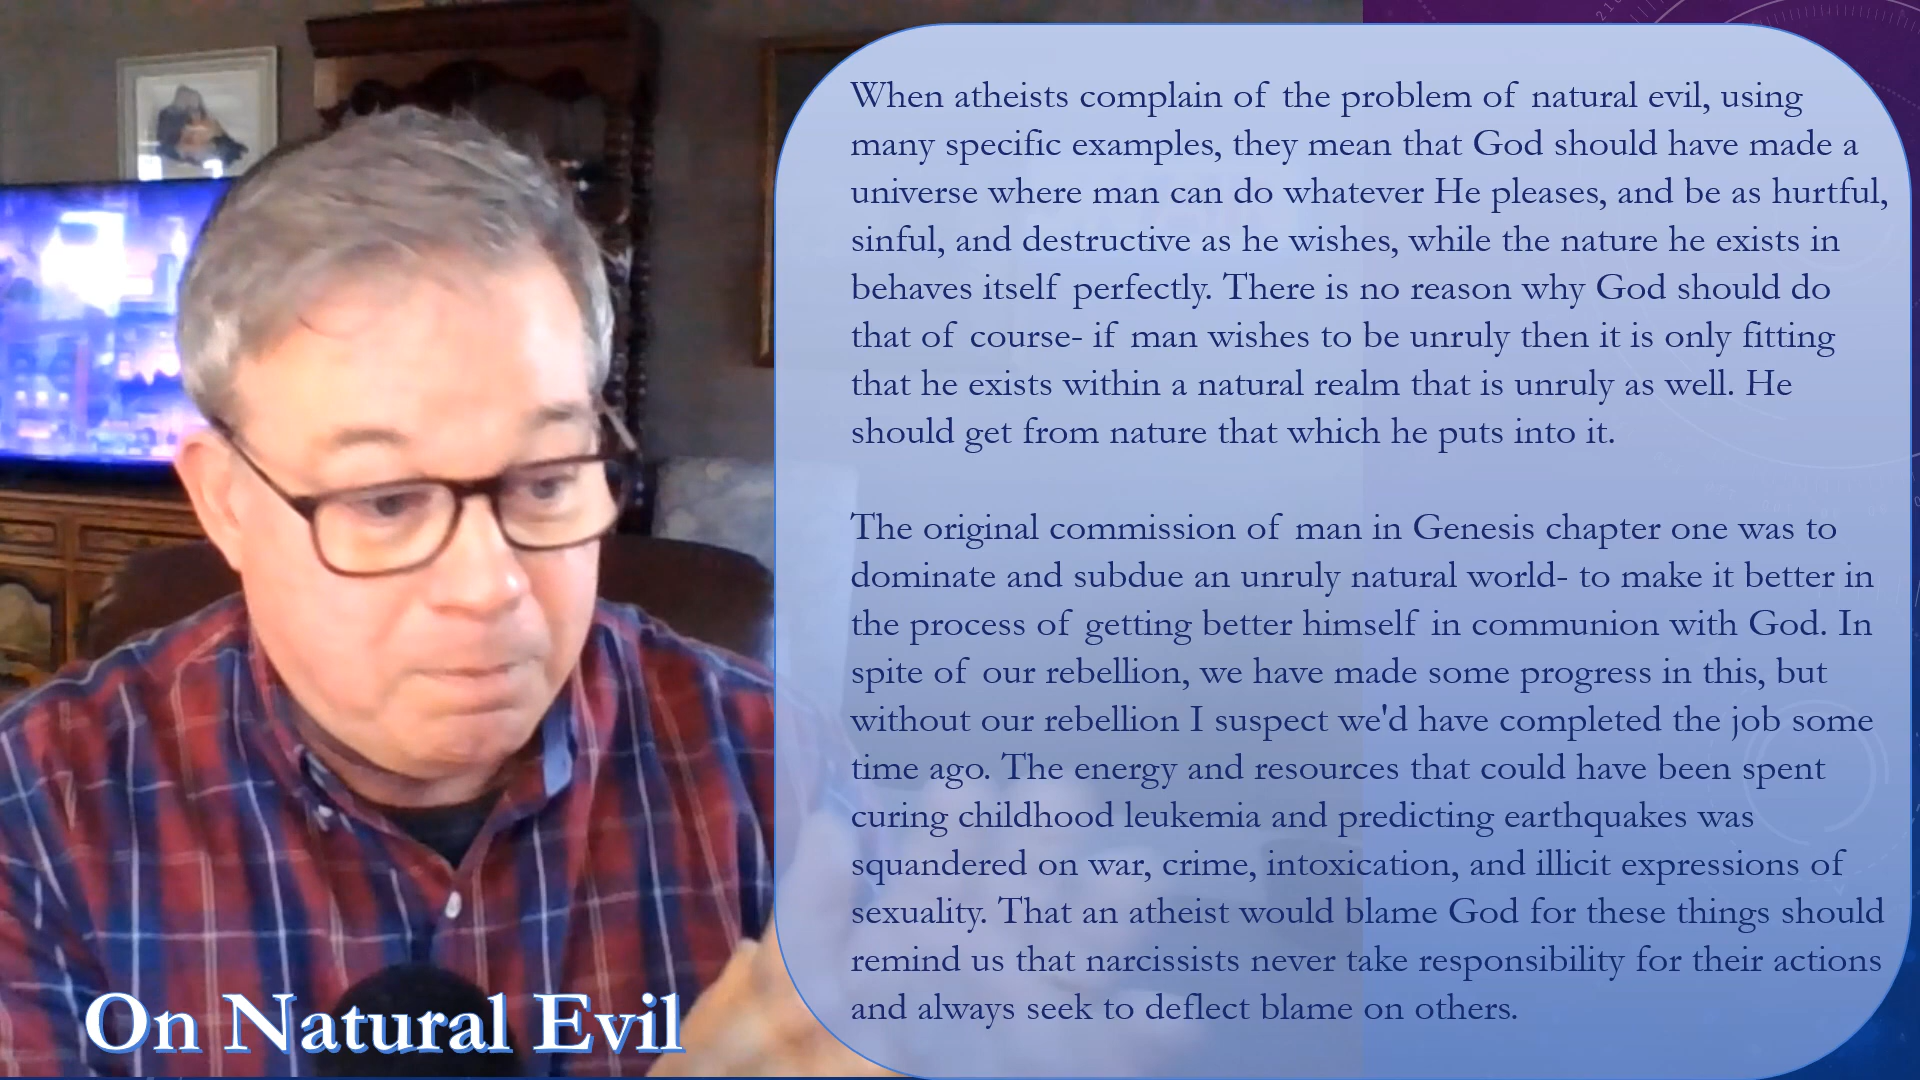 When atheists complain of the problem of natural evil, using
many specific examples, they mean that God should have made a
universe where man can do whatever He pleases, and be as hurtful,
sinful, and destructive as he wishes, while the nature he exists in
behaves itself perfectly. There is no reason why God should do
that of course- if man wishes to be unruly then it is only fitting
that he exists within a natural realm that is unruly as well. He
should get from nature that which he puts into it.
The original commission of man in Genesis chapter one was to
dominate and subdue an unruly natural world- to make it better in
the process of getting better himself in communion with God. In
spite of our rebellion, we have made some progress in this, but
without our rebellion I suspect we'd have completed the job some
time ago. The energy and resources that could have been spent
curing childhood leukemia and predicting earthquakes was
squandered on war, crime, intoxication, and illicit expressions of
sexuality. That an atheist would blame God for these things should
remind us that narcissists never take responsibility for their actions
and always seek to deflect blame on others.
On Natural Evil